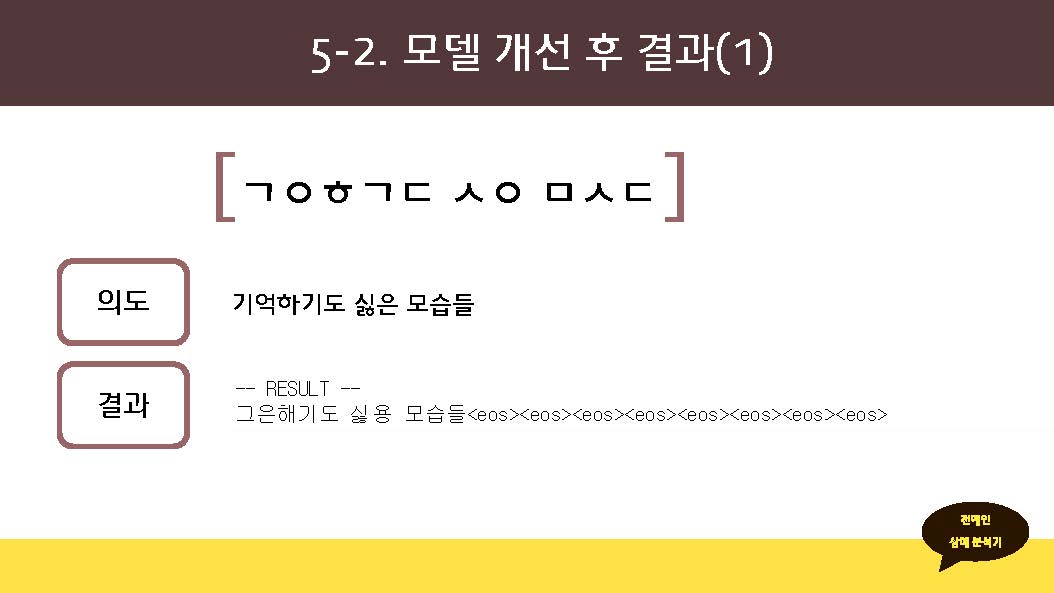 5-2. 모델 개선 후 결과(1)
[ㄱㅇㅎㄱㄷ ㅅㅇ ㅁㅅㄷ]
의도
기억하기도 싫은 모습들
결과
-- RESULT --
그은해기도 싫용 모습들<eos><eos><eos><eos><eos><eos><eos><eos>
전메인
삼메 분석기